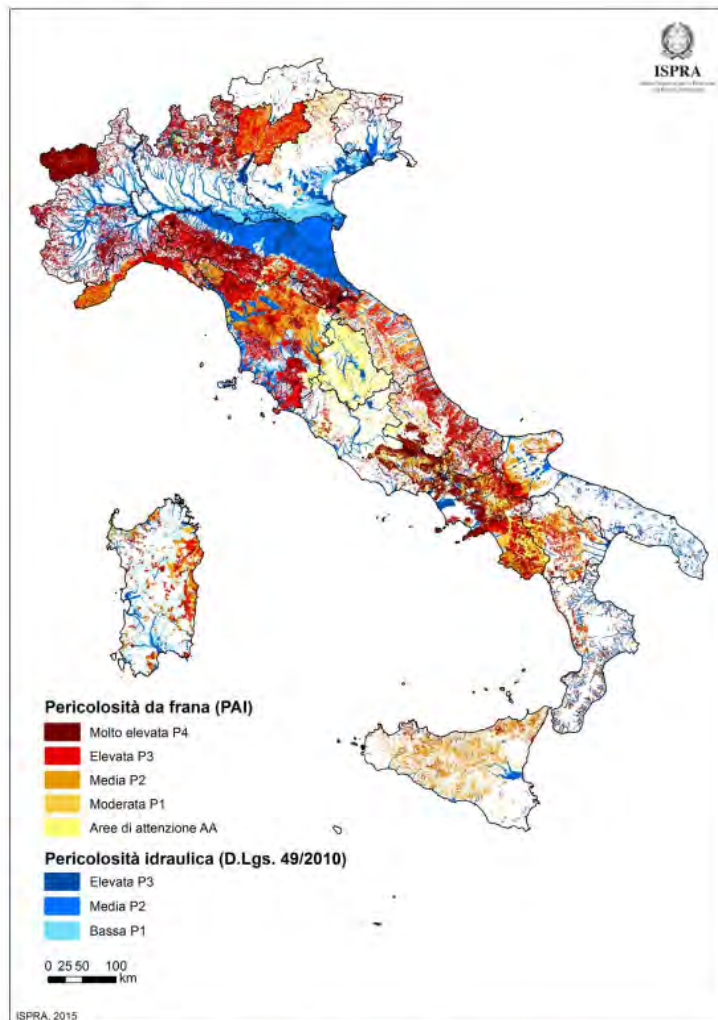 ISPRA
Pericolosità da frana (PAI)
Molto elevata P4
Elevata P3
Media P2
Moderata P1
Aree di attenzione AA
Pericolosità idraulica (D.Lgs. 49/2010)
Elevata P3
Media P2
Bassa P1
0 25 50 100
km
ISPRA, 2015